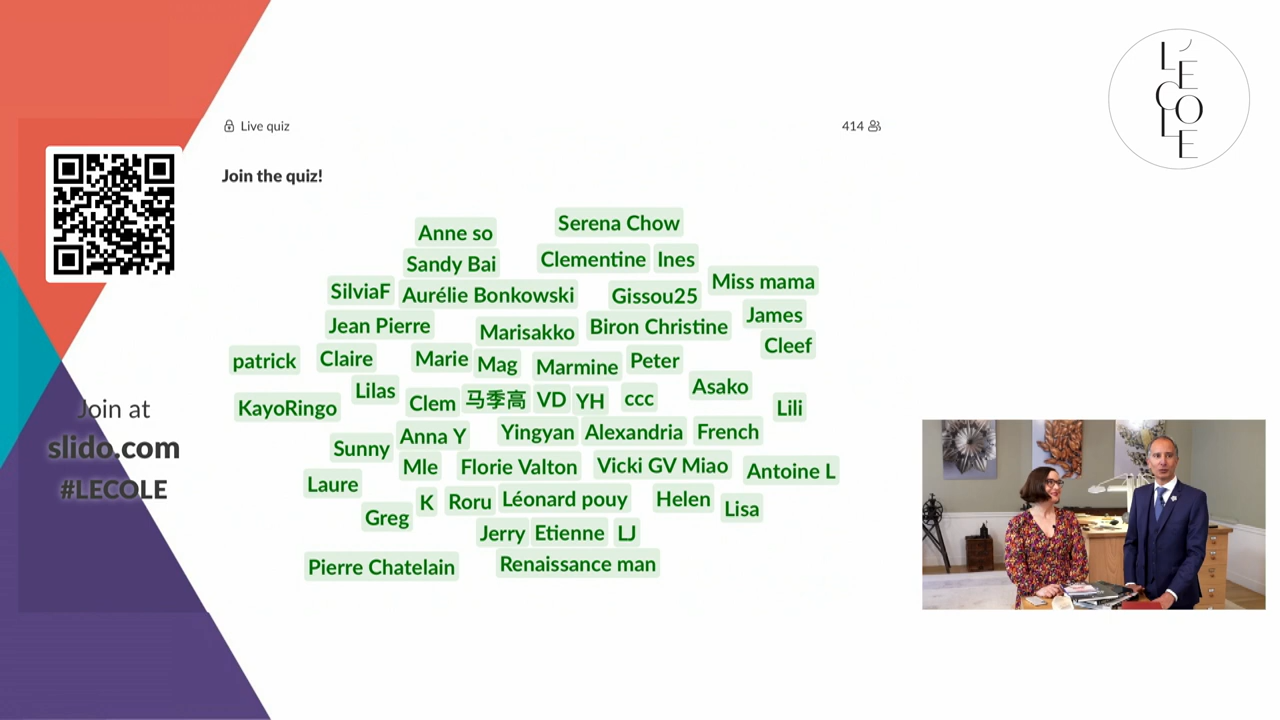 L'ÉCOLE
Live quiz
414
Join the quiz!
Serena Chow
Anne so
Clementine Ines
Sandy Bai
Miss mama
SilviaF Aurélie Bonkowski Gissou25
James
Jean Pierre Marisakko Biron Christine
Cleef
patrick Claire Marie Mag Marmine Peter
Asako
Lilas Clem 马季高 VD YH ccc
KayoRingo Lili
Anna Y Yingyan Alexandria French
Sunny
Mle Florie Valton Vicki GV Miao Antoine L
Laure
K Roru Léonard pouy Helen Lisa
Greg
Jerry Etienne LJ
Pierre Chatelain Renaissance man
Join at
slido.com
#LECOLE